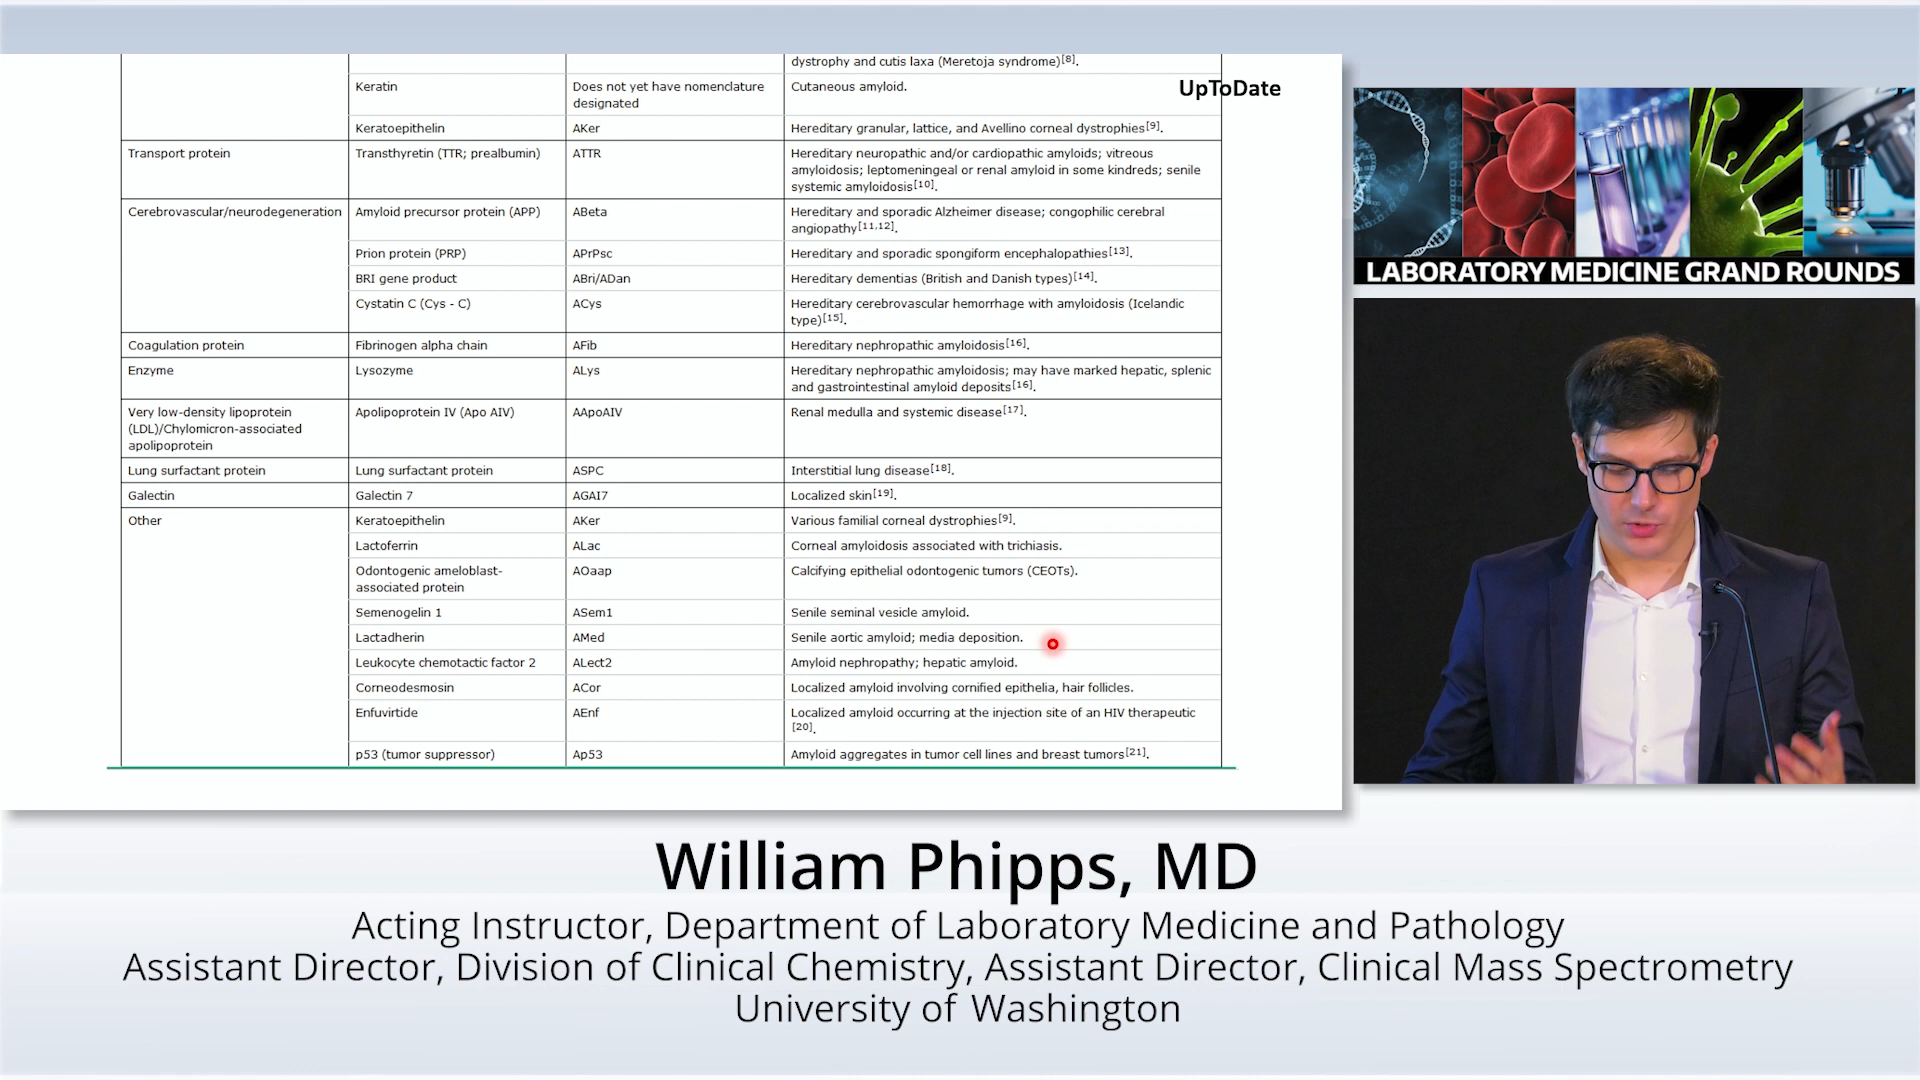 dystrophy and cutis laxa (Meretoja syndrome)[8].
UpToDate
Keratin Does not yet have nomenclature Cutaneous amyloid.
designated
Keratoepithelin AKer Hereditary granular, lattice, and Avellino corneal dystrophies[9].
Transport protein Transthyretin (TTR; prealbumin) ATTR Hereditary neuropathic and/or cardiopathic amyloids; vitreous
amyloidosis; leptomeningeal or renal amyloid in some kindreds; senile
systemic amyloidosis[10].
Cerebrovascular/neurodegeneration Amyloid precursor protein (APP) ABeta Hereditary and sporadic Alzheimer disease; congophilic cerebral
angiopathy[11,12].
Prion protein (PRP) APrPsc Hereditary and sporadic spongiform encephalopathies[13].
BRI gene product ABri/ADan Hereditary dementias (British and Danish types)[14].
Cystatin C (Cys - C) ACys Hereditary cerebrovascular hemorrhage with amyloidosis (Icelandic
type)[15].
Coagulation protein Fibrinogen alpha chain AFib Hereditary nephropathic amyloidosis[16].
Enzyme Lysozyme ALys Hereditary nephropathic amyloidosis; may have marked hepatic, splenic
and gastrointestinal amyloid deposits[16].
Very low-density lipoprotein Apolipoprotein IV (Apo AIV) AApoAIV Renal medulla and systemic disease[17].
(LDL)/Chylomicron-associated
apolipoprotein
Lung surfactant protein Lung surfactant protein ASPC Interstitial lung disease[18].
Galectin Galectin 7 AGAI7 Localized skin[19].
Other Keratoepithelin AKer Various familial corneal dystrophies[9].
Lactoferrin ALac Corneal amyloidosis associated with trichiasis.
Odontogenic ameloblast- AOaap Calcifying epithelial odontogenic tumors (CEOTs).
associated protein
Semenogelin 1 ASem1 Senile seminal vesicle amyloid.
Lactadherin AMed Senile aortic amyloid; media deposition.
Leukocyte chemotactic factor 2 ALect2 Amyloid nephropathy; hepatic amyloid.
Corneodesmosin ACor Localized amyloid involving cornified epithelia, hair follicles.
Enfuvirtide AEnf Localized amyloid occurring at the injection site of an HIV therapeutic
[20].
p53 (tumor suppressor) Ap53 Amyloid aggregates in tumor cell lines and breast tumors[21].
LABORATORY MEDICINE GRAND ROUNDS
William Phipps, MD
Acting Instructor, Department of Laboratory Medicine and Pathology
Assistant Director, Division of Clinical Chemistry, Assistant Director, Clinical Mass Spectrometry
University of Washington